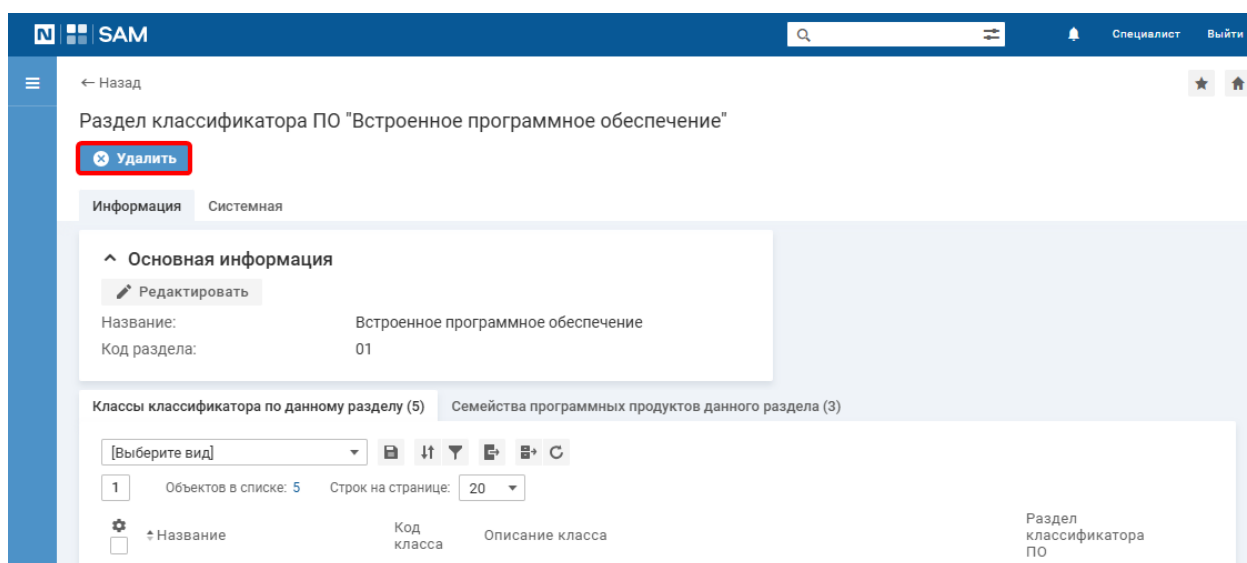 N SAM Специалист Выйти
← Назад
Раздел классификатора ПО "Встроенное программное обеспечение"
Удалить
Информация Системная
Основная информация
Редактировать
Название: Встроенное программное обеспечение
Код раздела: 01
Классы классификатора по данному разделу (5) Семейства программных продуктов данного раздела (3)
[Выберите вид]
1 Объектов в списке: 5 Строк на странице: 20
Название Код класса Описание класса Раздел классификатора ПО